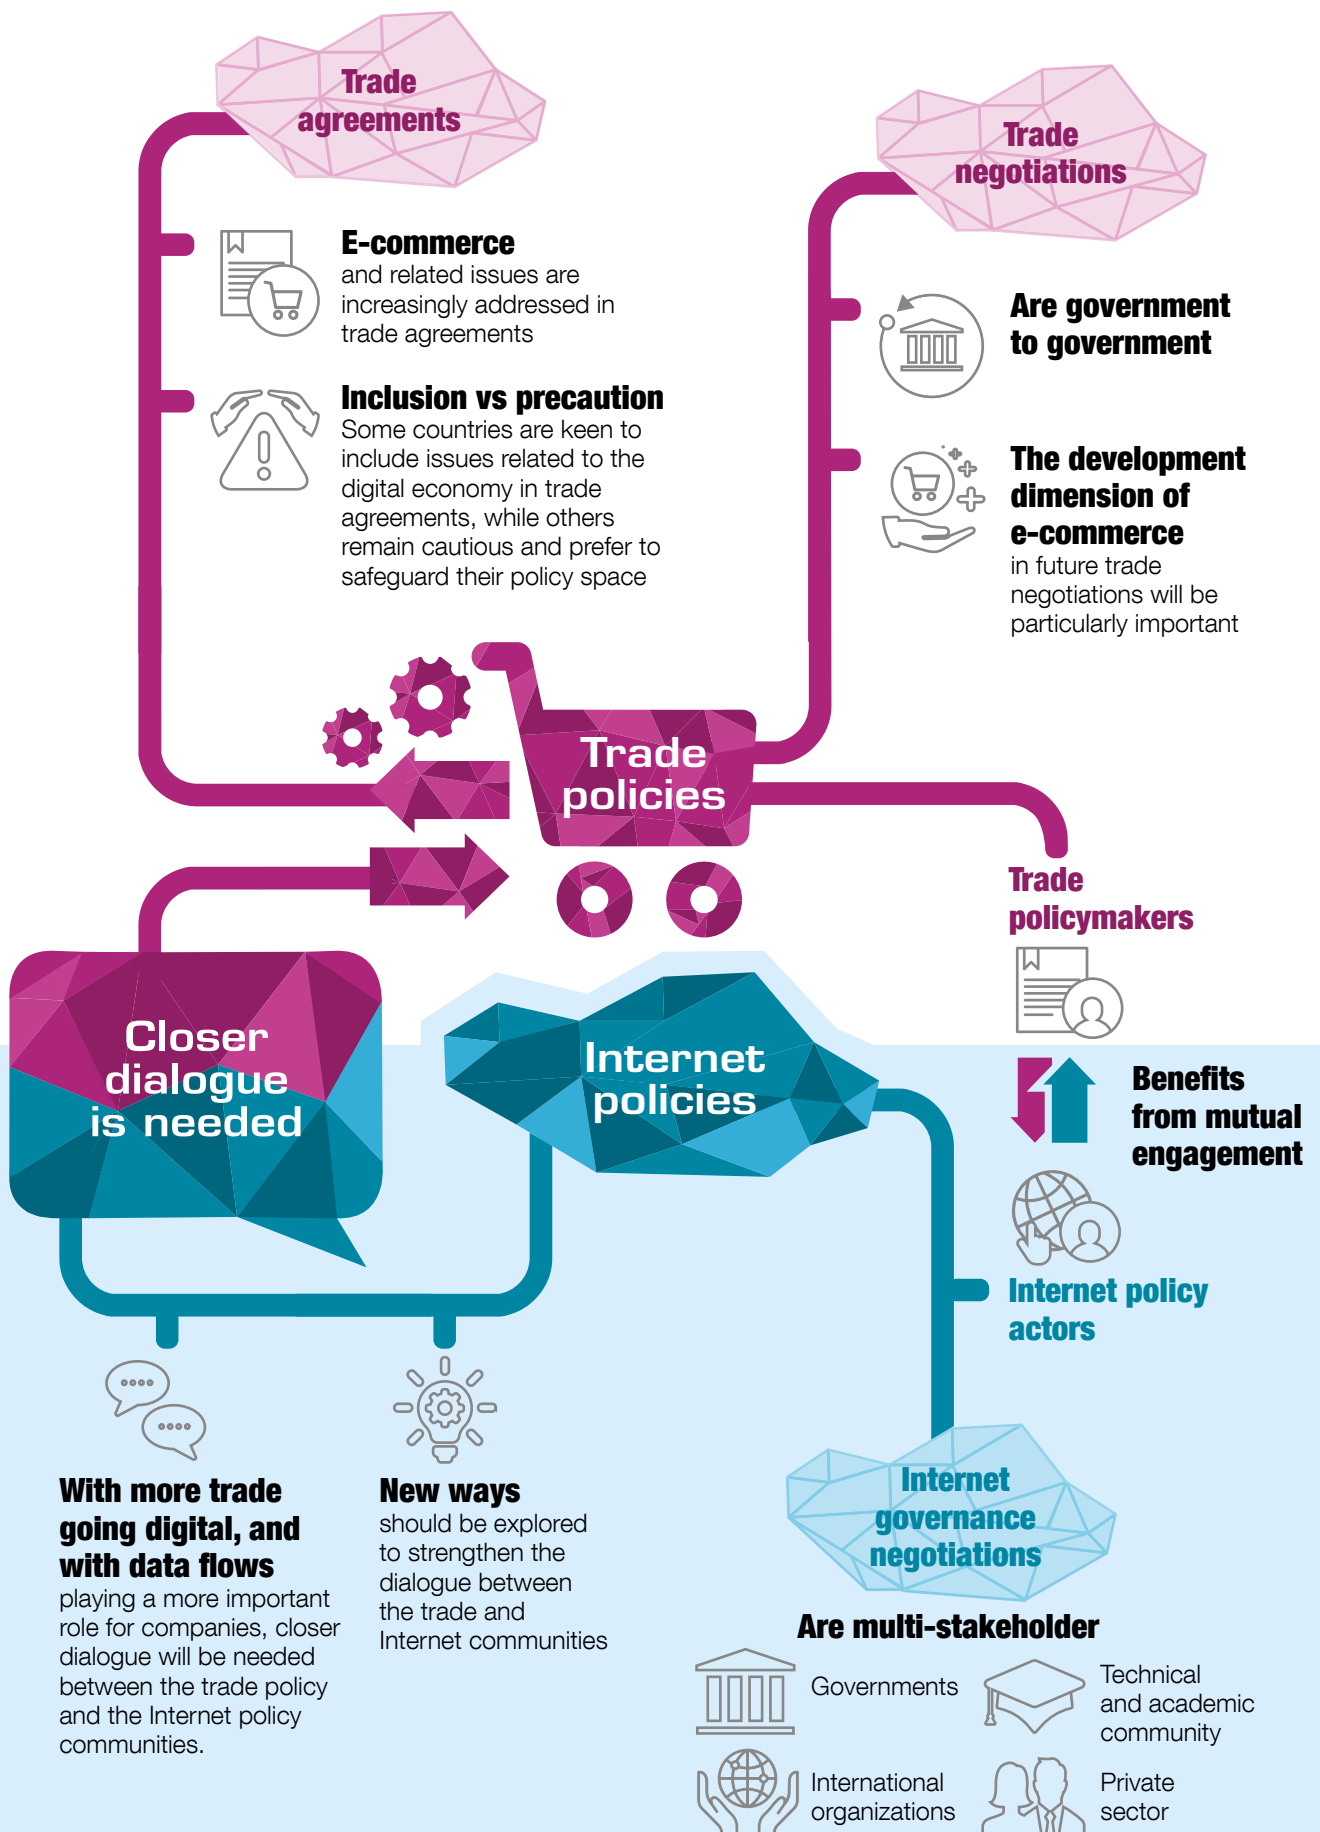 Trade
agreements
E-commerce
and related issues are
increasingly addressed in
trade agreements
Inclusion vs precaution
Some countries are keen to
include issues related to the
digital economy in trade
agreements, while others
remain cautious and prefer to
safeguard their policy space
Trade
negotiations
Are government
to government
The development
dimension of
e-commerce
in future trade
negotiations will be
particularly important
Trade
policies
Trade
policymakers
Benefits
from mutual
engagement
Internet policy
actors
Closer
dialogue
is needed
Internet
policies
With more trade
going digital, and
with data flows
playing a more important
role for companies, closer
dialogue will be needed
between the trade policy
and the Internet policy
communities.
New ways
should be explored
to strengthen the
dialogue between
the trade and
Internet communities
Internet
governance
negotiations
Are multi-stakeholder
Governments
Technical
and academic
community
International
organizations
Private
sector